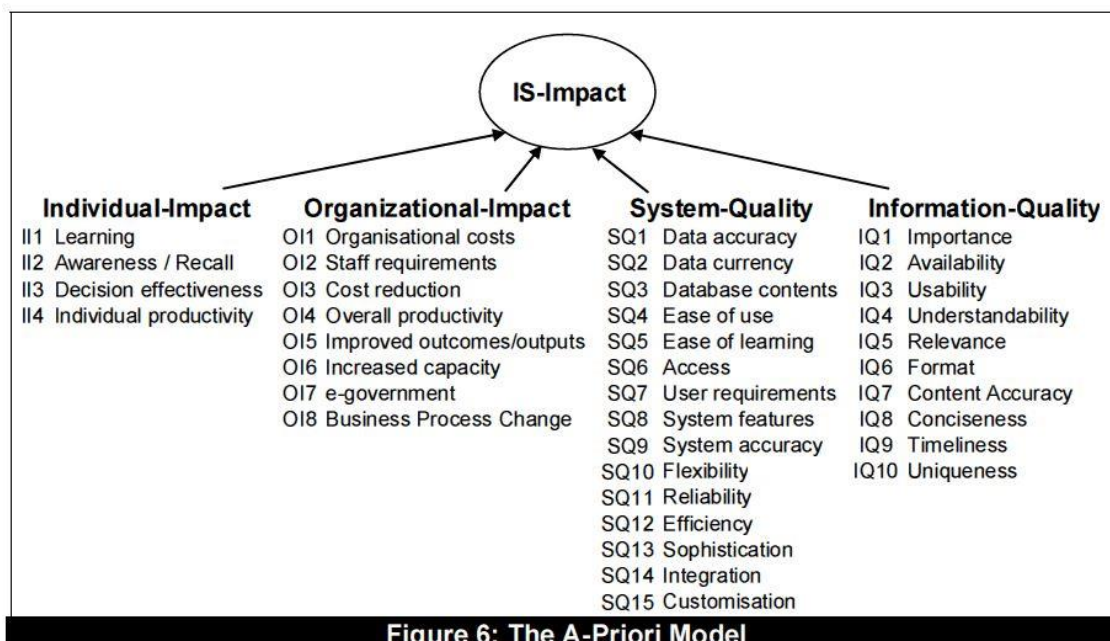 IS-Impact
Individual-Impact
II1 Learning
II2 Awareness / Recall
II3 Decision effectiveness
II4 Individual productivity
Organizational-Impact
OI1 Organisational costs
OI2 Staff requirements
OI3 Cost reduction
OI4 Overall productivity
OI5 Improved outcomes/outputs
OI6 Increased capacity
OI7 e-government
OI8 Business Process Change
System-Quality
SQ1 Data accuracy
SQ2 Data currency
SQ3 Database contents
SQ4 Ease of use
SQ5 Ease of learning
SQ6 Access
SQ7 User requirements
SQ8 System features
SQ9 System accuracy
SQ10 Flexibility
SQ11 Reliability
SQ12 Efficiency
SQ13 Sophistication
SQ14 Integration
SQ15 Customisation
Information-Quality
IQ1 Importance
IQ2 Availability
IQ3 Usability
IQ4 Understandability
IQ5 Relevance
IQ6 Format
IQ7 Content Accuracy
IQ8 Conciseness
IQ9 Timeliness
IQ10 Uniqueness
Figure 6: The A-Priori Model